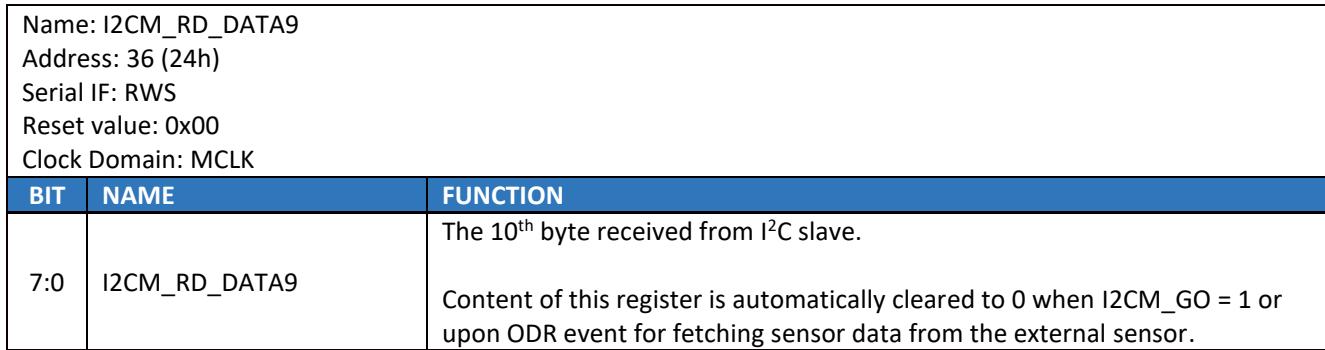 Name: I2CM_RD_DATA9
Address: 36 (24h)
Serial IF: RWS
Reset value: 0x00
Clock Domain: MCLK
BIT NAME FUNCTION
7:0 I2CM_RD_DATA9 The 10th byte received from I2C slave.
Content of this register is automatically cleared to 0 when I2CM_GO = 1 or
upon ODR event for fetching sensor data from the external sensor.